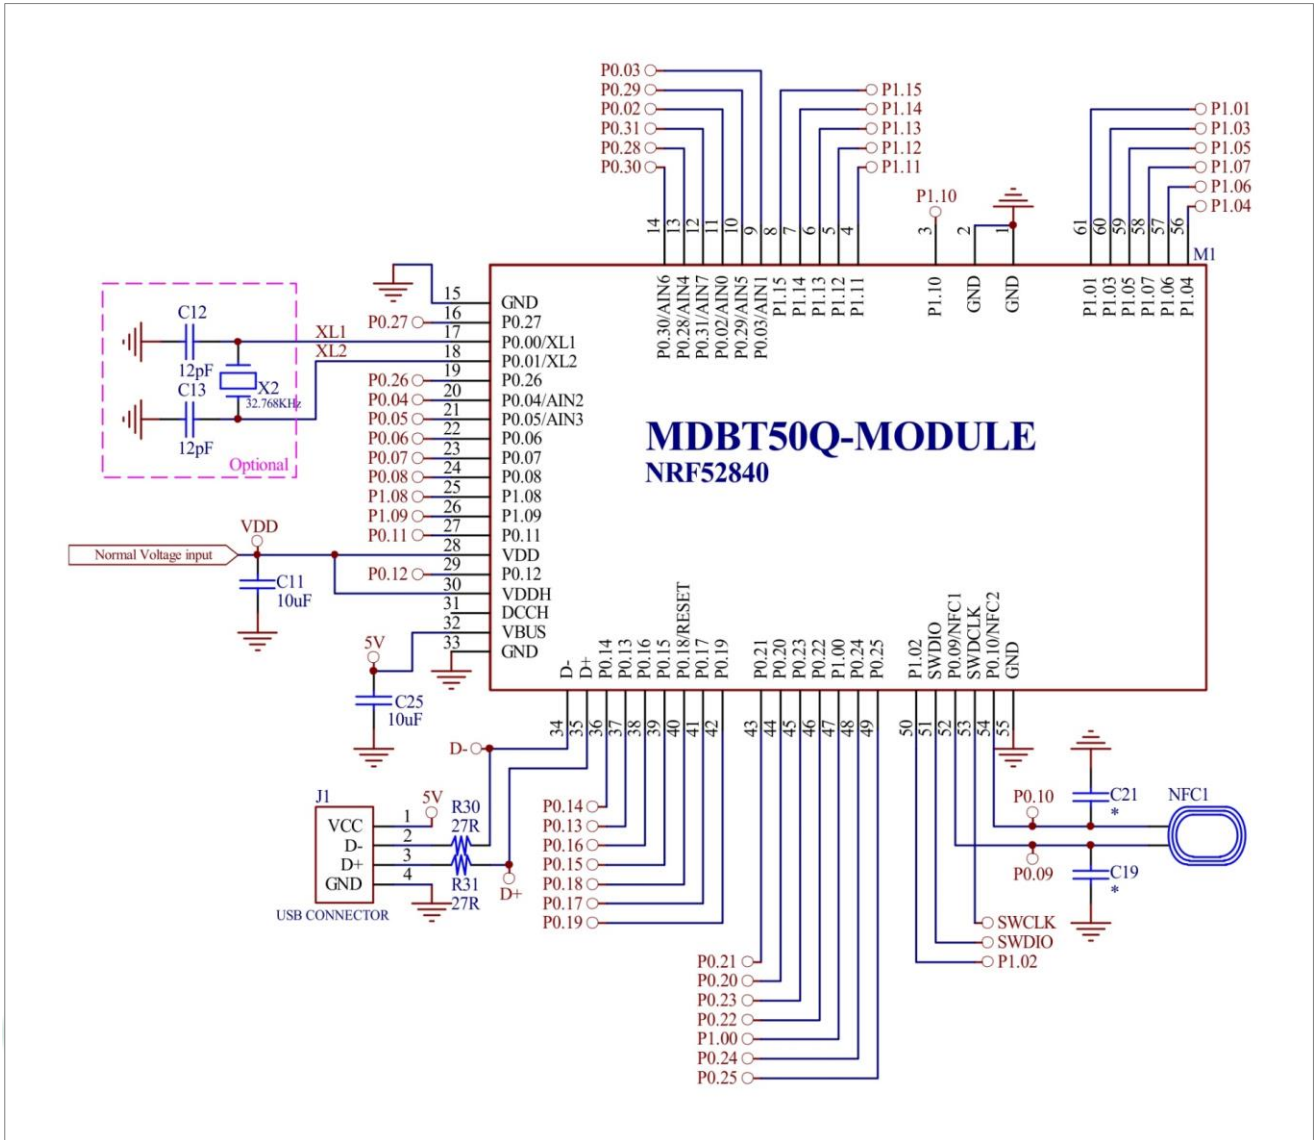 P0.03
P0.29
P0.02
P0.31
P0.28
P0.30
P1.15
P1.14
P1.13
P1.12
P1.11
P1.10
P1.01
P1.03
P1.05
P1.07
P1.06
P1.04
14
13
12
11
10
9
8
7
6
5
4
3
2
1
61
60
59
58
57
56
M1
P0.30/AIN6
P0.28/AIN4
P0.31/AIN7
P0.02/AIN0
P0.29/AIN5
P0.03/AIN1
P1.15
P1.14
P1.13
P1.12
P1.11
P1.10
GND
GND
P1.01
P1.03
P1.05
P1.07
P1.06
P1.04
C12
12pF
C13
12pF
X2
32.768KHz
Optional
XL1
XL2
15 GND
P0.27 16 P0.27
17 P0.00/XL1
18 P0.01/XL2
P0.26 19 P0.26
P0.04 20 P0.04/AIN2
P0.05 21 P0.05/AIN3
P0.06 22 P0.06
P0.07 23 P0.07
P0.08 24 P0.08
P1.08 25 P1.08
P1.09 26 P1.09
P0.11 27 P0.11
28 VDD
P0.12 29 P0.12
30 VDDH
31 DCCH
32 VBUS
33 GND
MDBT50Q-MODULE
NRF52840
VDD
Normal Voltage input
C11
10uF
5V
C25
10uF
D-
D+
P0.14
P0.13
P0.16
P0.15
P0.18/RESET
P0.17
P0.19
P0.21
P0.20
P0.23
P0.22
P1.00
P0.24
P0.25
P1.02
SWDIO
P0.09/NFC1
SWDCLK
P0.10/NFC2
GND
34
35
36
37
38
39
40
41
42
43
44
45
46
47
48
49
50
51
52
53
54
55
D-
J1
VCC 1
D- 2
D+ 3
GND 4
USB CONNECTOR
5V
R30
27R
R31
27R
D+
P0.14
P0.13
P0.16
P0.15
P0.18
P0.17
P0.19
P0.21
P0.20
P0.23
P0.22
P1.00
P0.24
P0.25
P0.10
P0.09
C21
*
C19
*
NFC1
SWCLK
SWDIO
P1.02